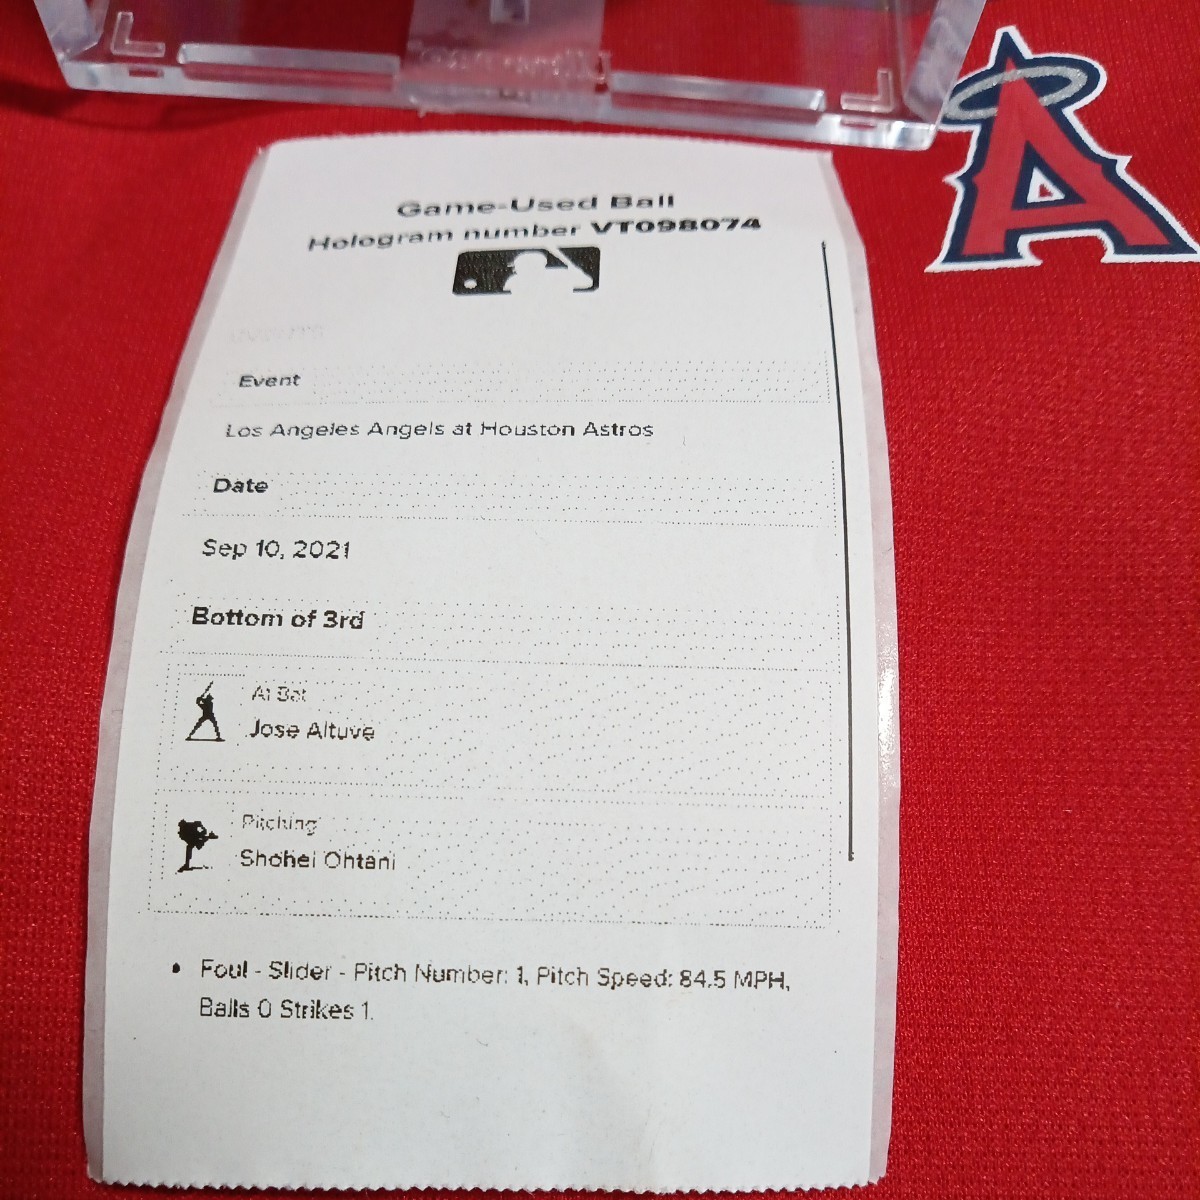 Game-Used Ball
Hologram number VT098074
Event
Los Angeles Angels at Houston Astros
Date
Sep 10, 2021
Bottom of 3rd
At Bat
Jose Altuve
Pitching
Shohei Ohtani
• Foul - Slider - Pitch Number: 1, Pitch Speed: 84.5 MPH,
Balls 0 Strikes 1.
A